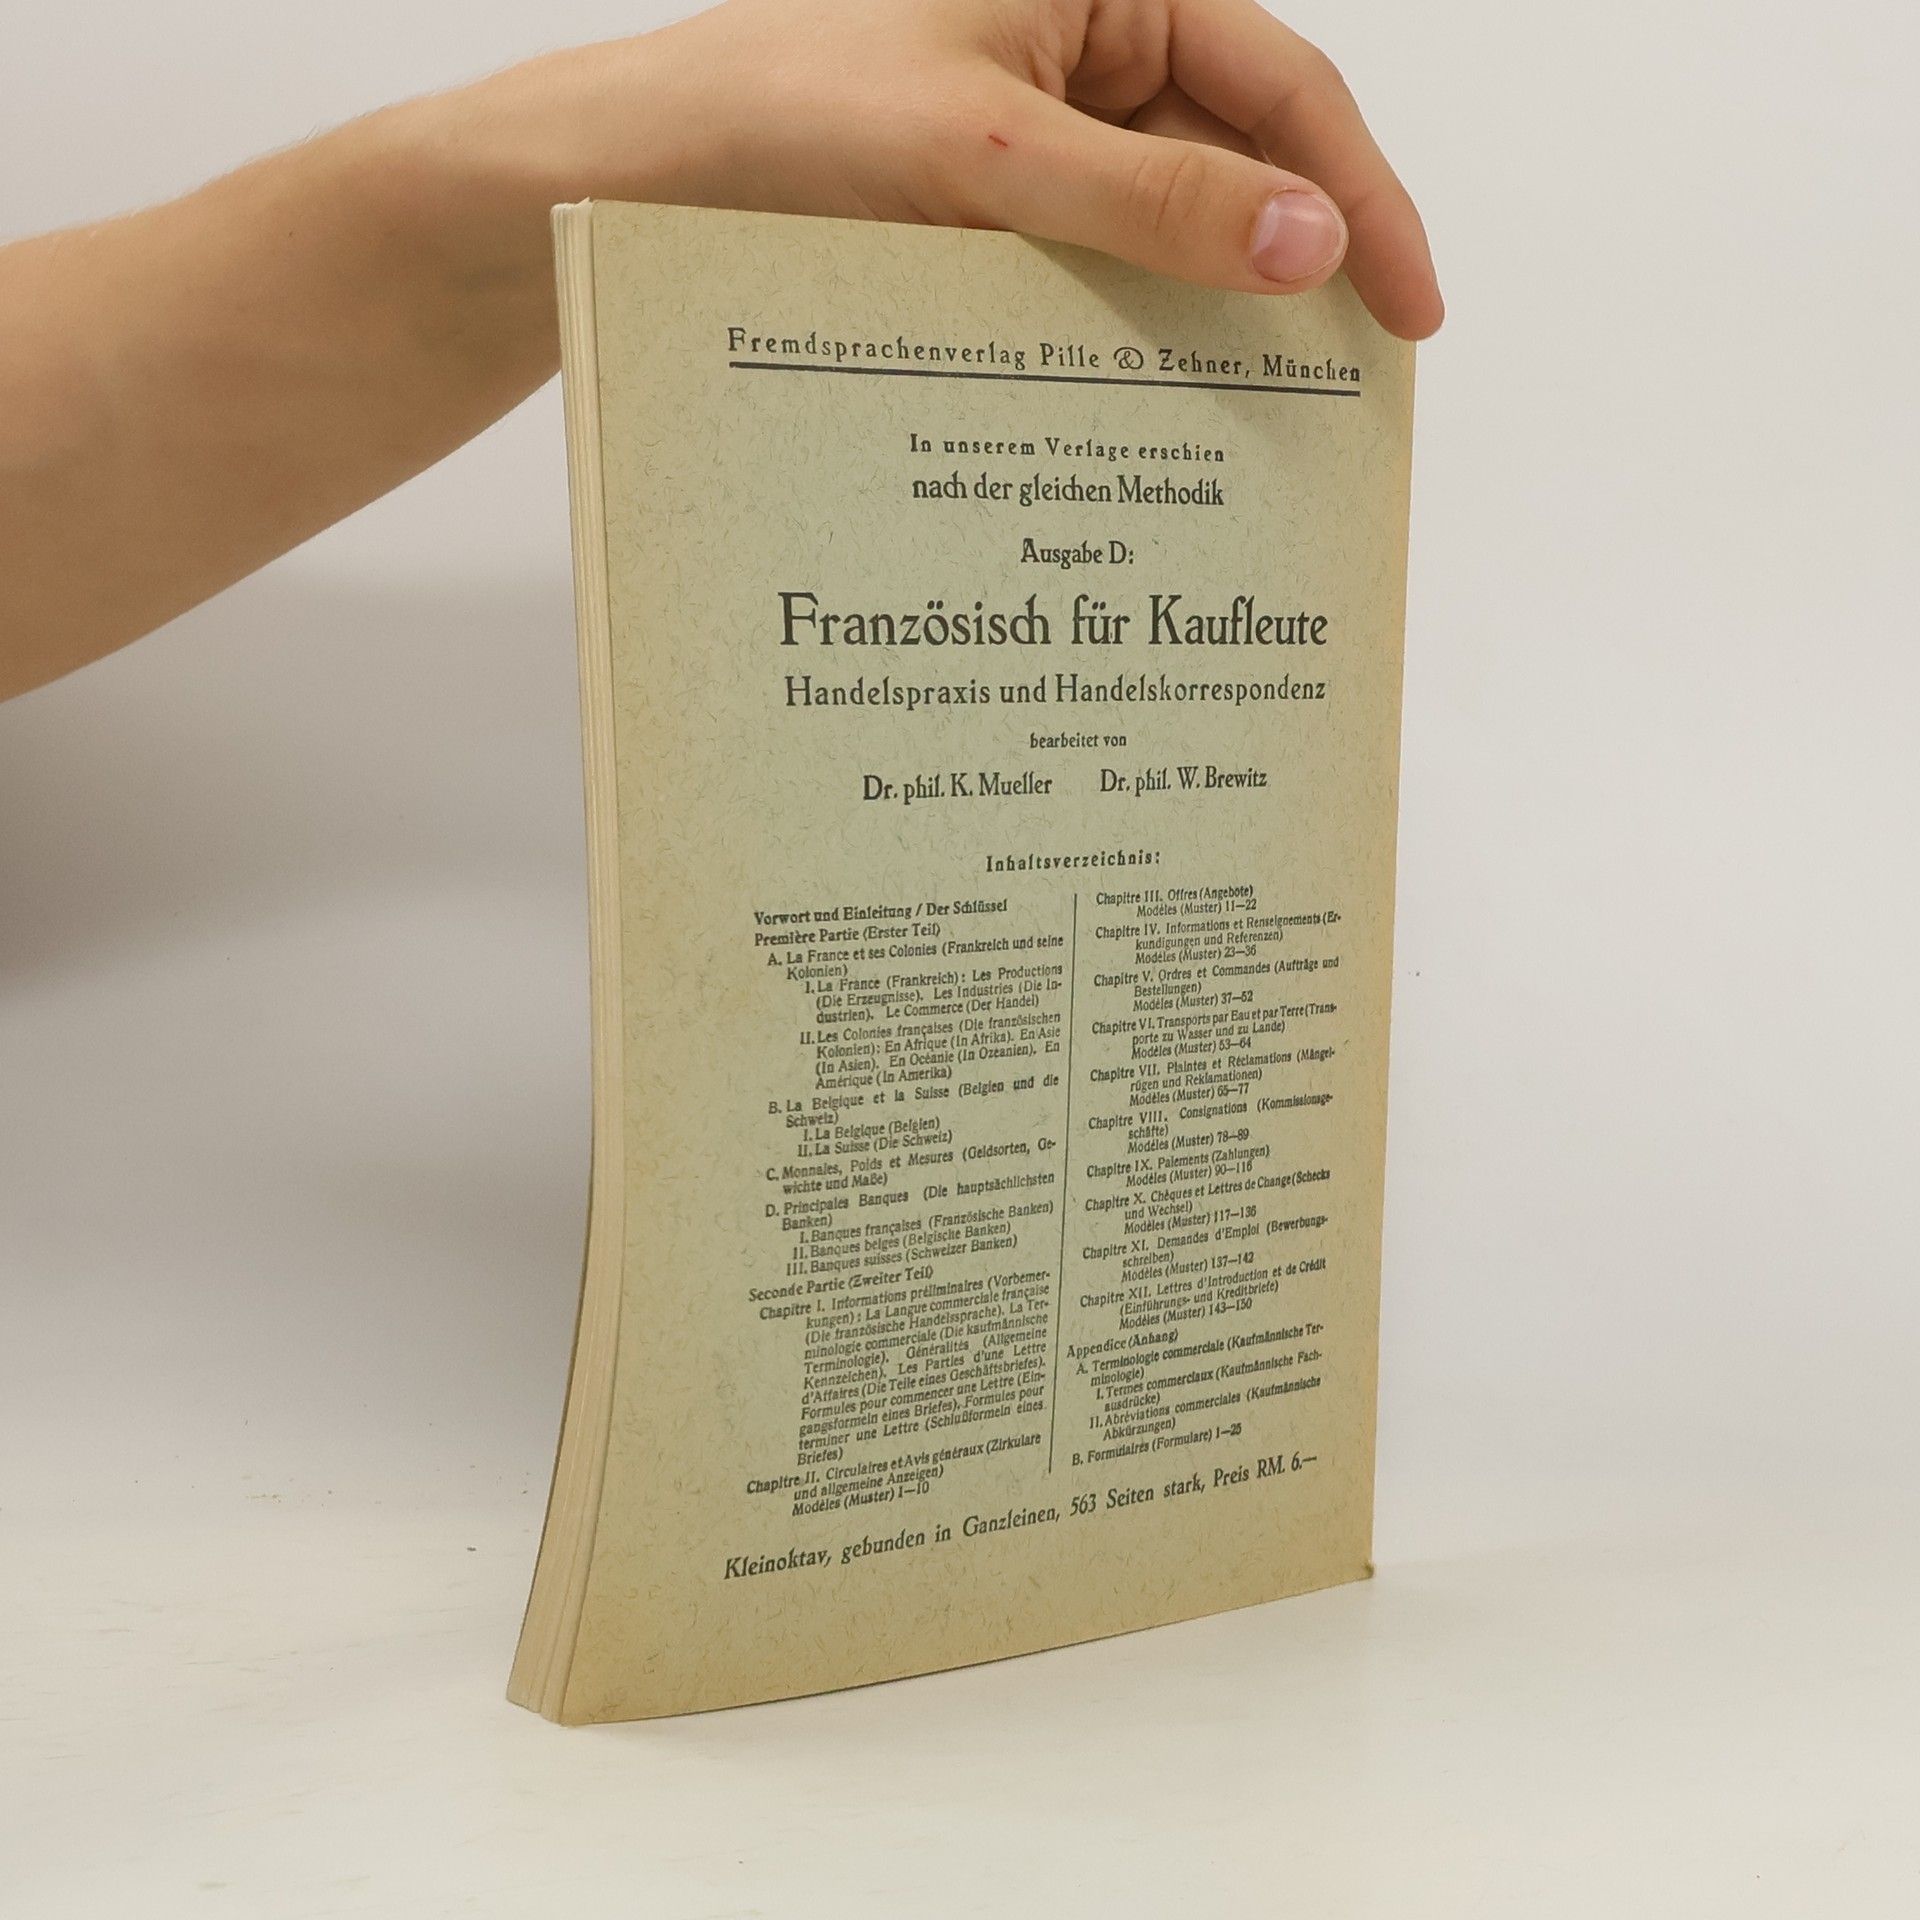 Fremdsprachenverlag Pille & Zehner, München
In unserem Verlage erschien
nach der gleichen Methodik
Ausgabe D:
Französisch für Kaufleute
Handelspraxis und Handelskorrespondenz
bearbeitet von
Dr. phil. K. Mueller Dr. phil. W. Brewitz
Inhaltsverzeichnis:
Vorwort und Einleitung / Der Schlüssel
Première Partie (Erster Teil)
A. La France et ses Colonies (Frankreich und seine
Kolonien)
I. La France (Frankreich): Les Productions
(Die Erzeugnisse). Les Industries (Die In-
dustrien). Le Commerce (Der Handel)
II. Les Colonies françaises (Die französischen
Kolonien): En Afrique (In Afrika). En Asie
(In Asien). En Océanie (In Ozeanien). En
Amérique (In Amerika)
B. La Belgique et la Suisse (Belgien und die
Schweiz)
I. La Belgique (Belgien)
II. La Suisse (Die Schweiz)
C. Monnaies, Poids et Mesures (Geldsorten, Ge-
wichte und Maße)
D. Principales Banques (Die hauptsächlichsten
Banken)
I. Banques françaises (Französische Banken)
II. Banques belges (Belgische Banken)
III. Banques suisses (Schweizer Banken)
Seconde Partie (Zweiter Teil)
Chapitre I. Informations préliminaires (Vorbemer-
kungen): La Langue commerciale française
(Die französische Handelssprache). La Ter-
minologie commerciale (Die kaufmännische
Terminologie). Généralités (Allgemeine
Kennzeichen). Les Parties d'une Lettre
d'Affaires (Die Teile eines Geschäftsbriefes).
Formules pour commencer une Lettre (Ein-
gangsformeln eines Briefes). Formules pour
terminer une Lettre (Schlußformeln eines
Briefes)
Chapitre II. Circulaires et Avis généraux (Zirkulare
und allgemeine Anzeigen)
Modèles (Muster) 1—10
Chapitre III. Offres (Angebote)
Modèles (Muster) 11—22
Chapitre IV. Informations et Renseignements (Er-
kundigungen und Referenzen)
Modèles (Muster) 23—36
Chapitre V. Ordres et Commandes (Aufträge und
Bestellungen)
Modèles (Muster) 37—52
Chapitre VI. Transports par Eau et par Terre (Trans-
porte zu Wasser und zu Lande)
Modèles (Muster) 53—64
Chapitre VII. Plaintes et Réclamations (Mängel-
rügen und Reklamationen)
Modèles (Muster) 65—77
Chapitre VIII. Consignations (Kommissionsge-
schäfte)
Modèles (Muster) 78—89
Chapitre IX. Paiements (Zahlungen)
Modèles (Muster) 90—116
Chapitre X. Chèques et Lettres de Change (Schecks
und Wechsel)
Modèles (Muster) 117—136
Chapitre XI. Demandes d'Emploi (Bewerbungs-
schreiben)
Modèles (Muster) 137—142
Chapitre XII. Lettres d'Introduction et de Crédit
(Einführungs- und Kreditbriefe)
Modèles (Muster) 143—150
Appendice (Anhang)
A. Terminologie commerciale (Kaufmännische Ter-
minologie)
I. Termes commerciaux (Kaufmännische Fach-
ausdrücke)
II. Abréviations commerciales (Kaufmännische
Abkürzungen)
B. Formulaires (Formulare) 1—25
Kleinoktav, gebunden in Ganzleinen, 563 Seiten stark, Preis RM. 6.—